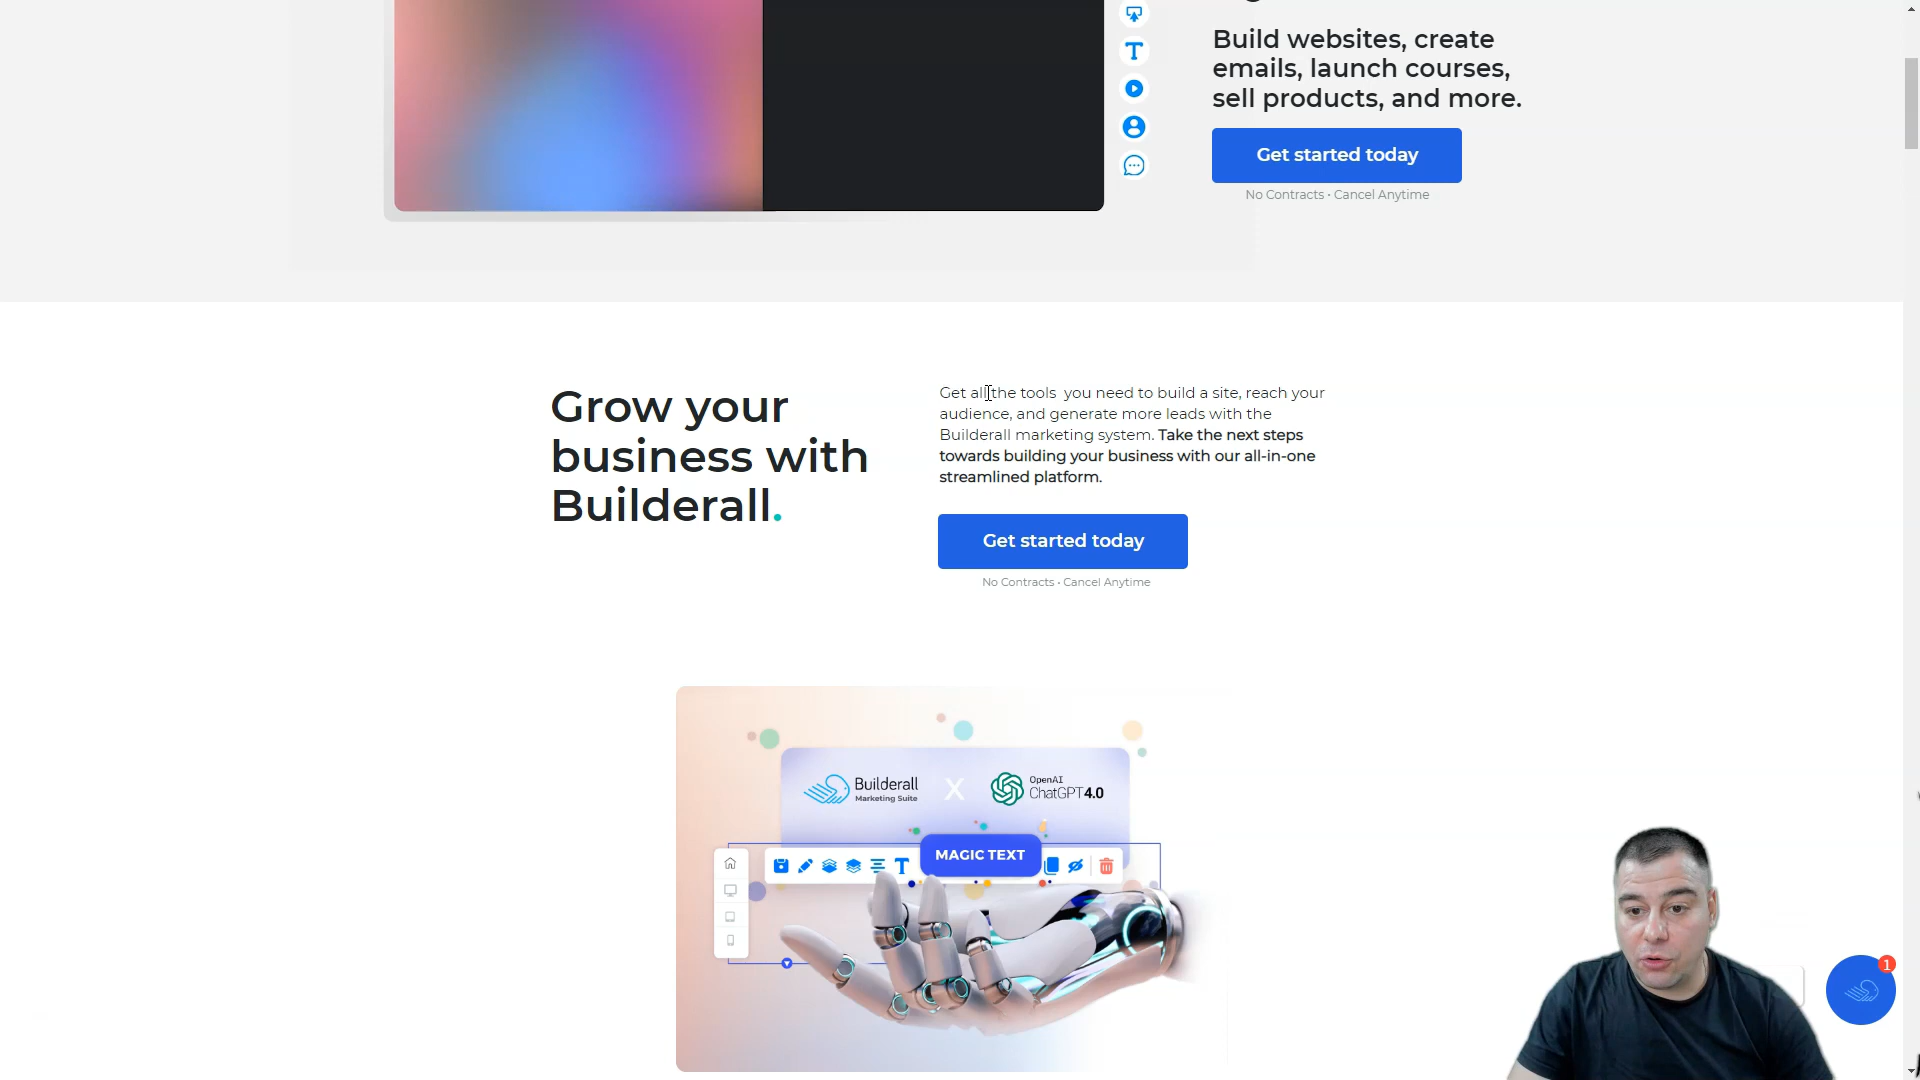 Build websites, create
emails, launch courses,
sell products, and more.
Get started today
No Contracts • Cancel Anytime
Grow your
business with
Builderall.
Get all the tools you need to build a site, reach your
audience, and generate more leads with the
Builderall marketing system. Take the next steps
towards building your business with our all-in-one
streamlined platform.
Get started today
No Contracts • Cancel Anytime
Builderall
Marketing Suite
X
OpenAI
ChatGPT4.0
MAGIC TEXT
1